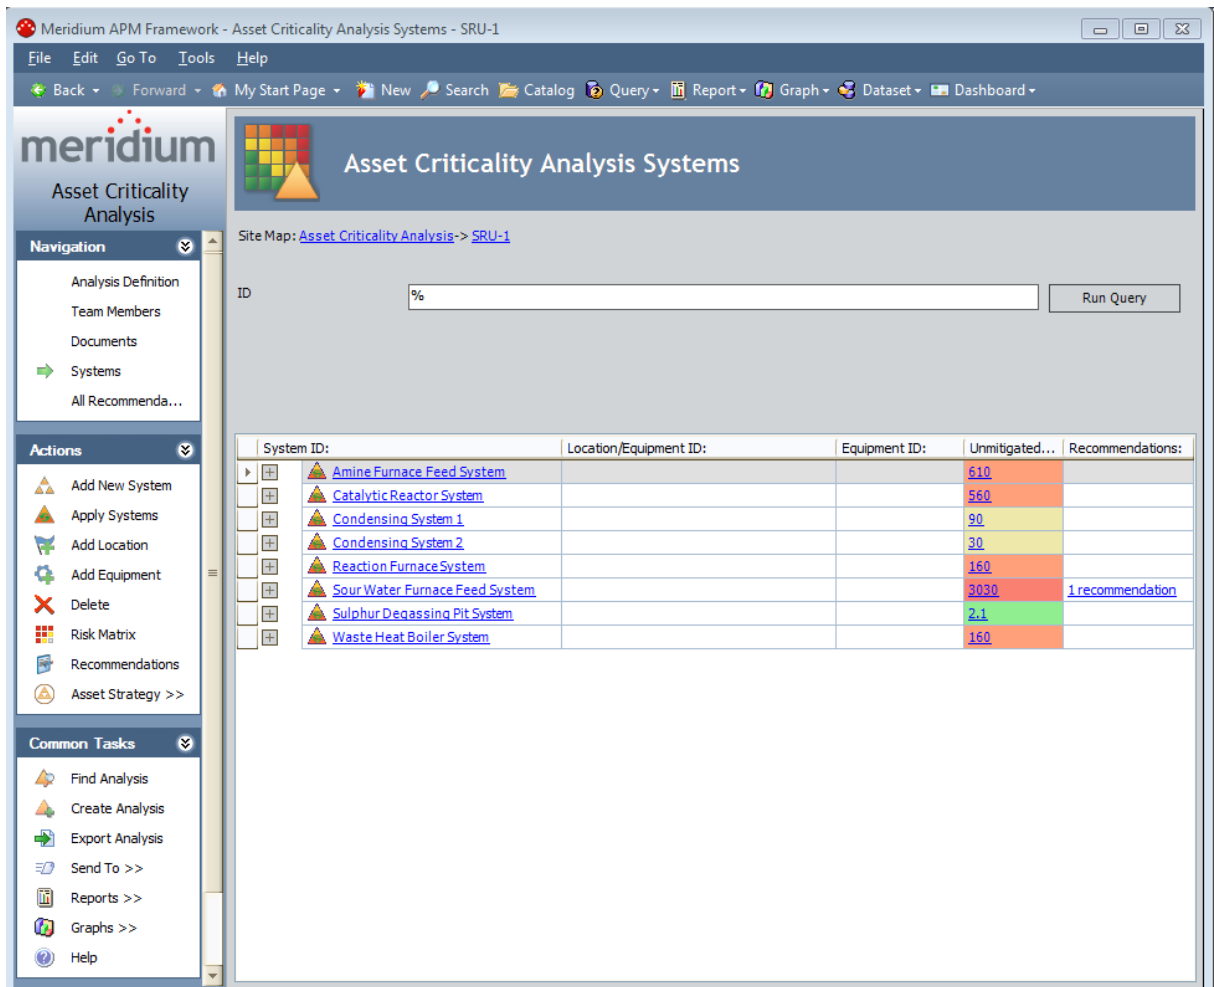 Meridium APM Framework - Asset Criticality Analysis Systems - SRU-1
File Edit Go To Tools Help
Back Forward My Start Page New Search Catalog Query Report Graph Dataset Dashboard
meridium
Asset Criticality
Analysis
Navigation
Analysis Definition
Team Members
Documents
Systems
All Recommenda...
Actions
Add New System
Apply Systems
Add Location
Add Equipment
Delete
Risk Matrix
Recommendations
Asset Strategy >>
Common Tasks
Find Analysis
Create Analysis
Export Analysis
Send To >>
Reports >>
Graphs >>
Help
Asset Criticality Analysis Systems
Site Map: Asset Criticality Analysis-> SRU-1
ID % Run Query
System ID: Location/Equipment ID: Equipment ID: Unmitigated... Recommendations:
Amine Furnace Feed System 610
Catalytic Reactor System 560
Condensing System 1 90
Condensing System 2 30
Reaction Furnace System 160
Sour Water Furnace Feed System 3030 1 recommendation
Sulphur Degassing Pit System 2.1
Waste Heat Boiler System 160